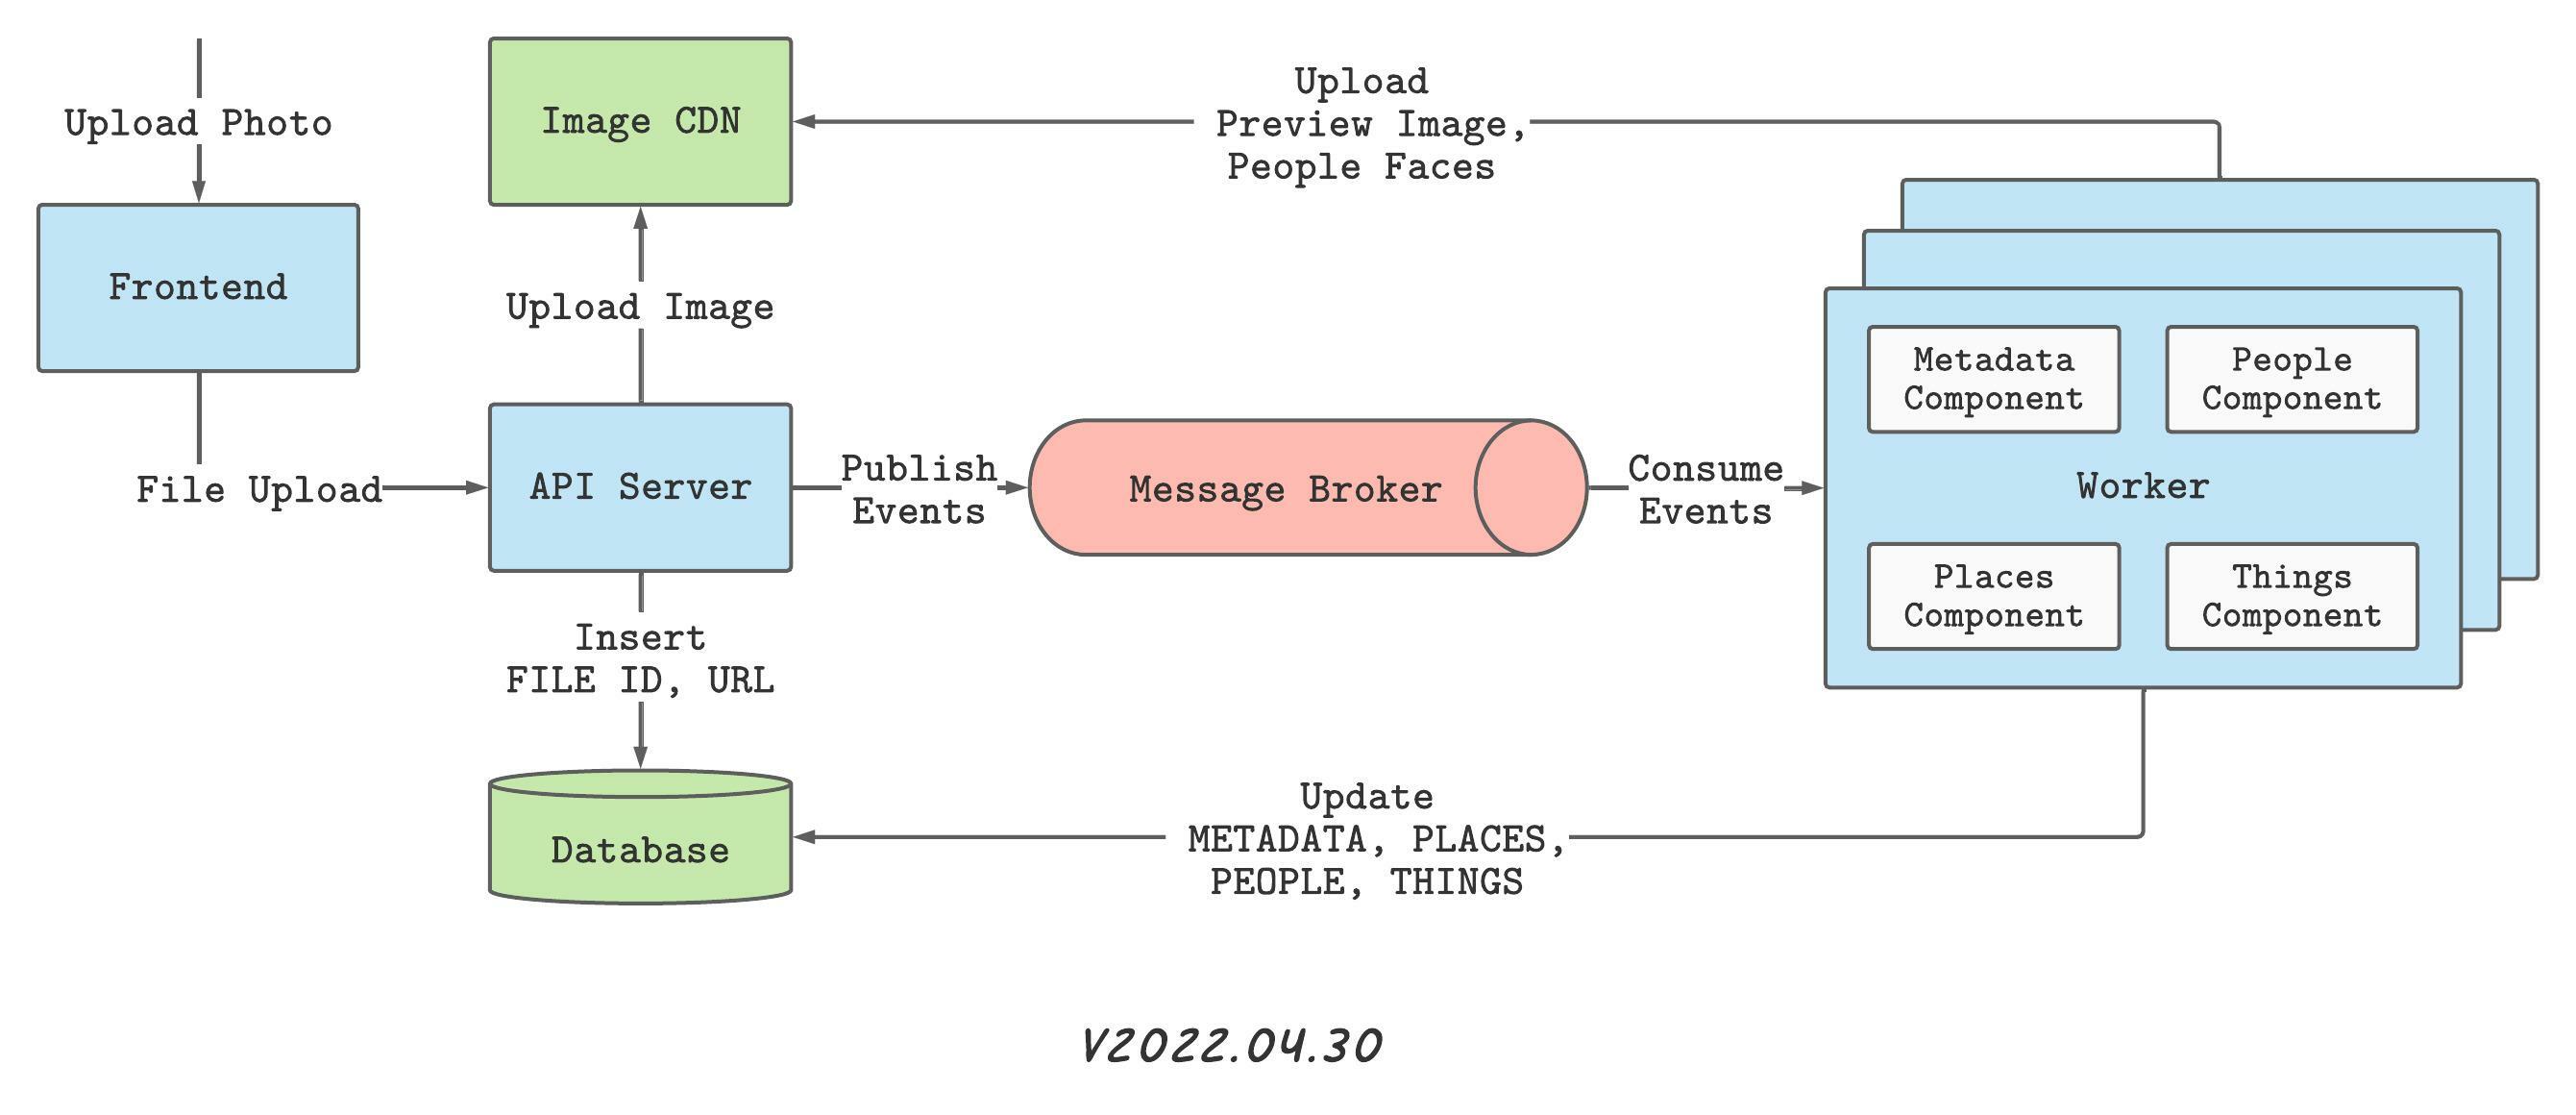 Upload Photo
Frontend
File Upload
Image CDN
Upload Image
API Server
Insert
FILE ID, URL
Database
Publish
Events
Message Broker
Consume
Events
Upload
Preview Image,
People Faces
Metadata
Component
People
Component
Worker
Places
Component
Things
Component
Update
METADATA, PLACES,
PEOPLE, THINGS
V2022.04.30